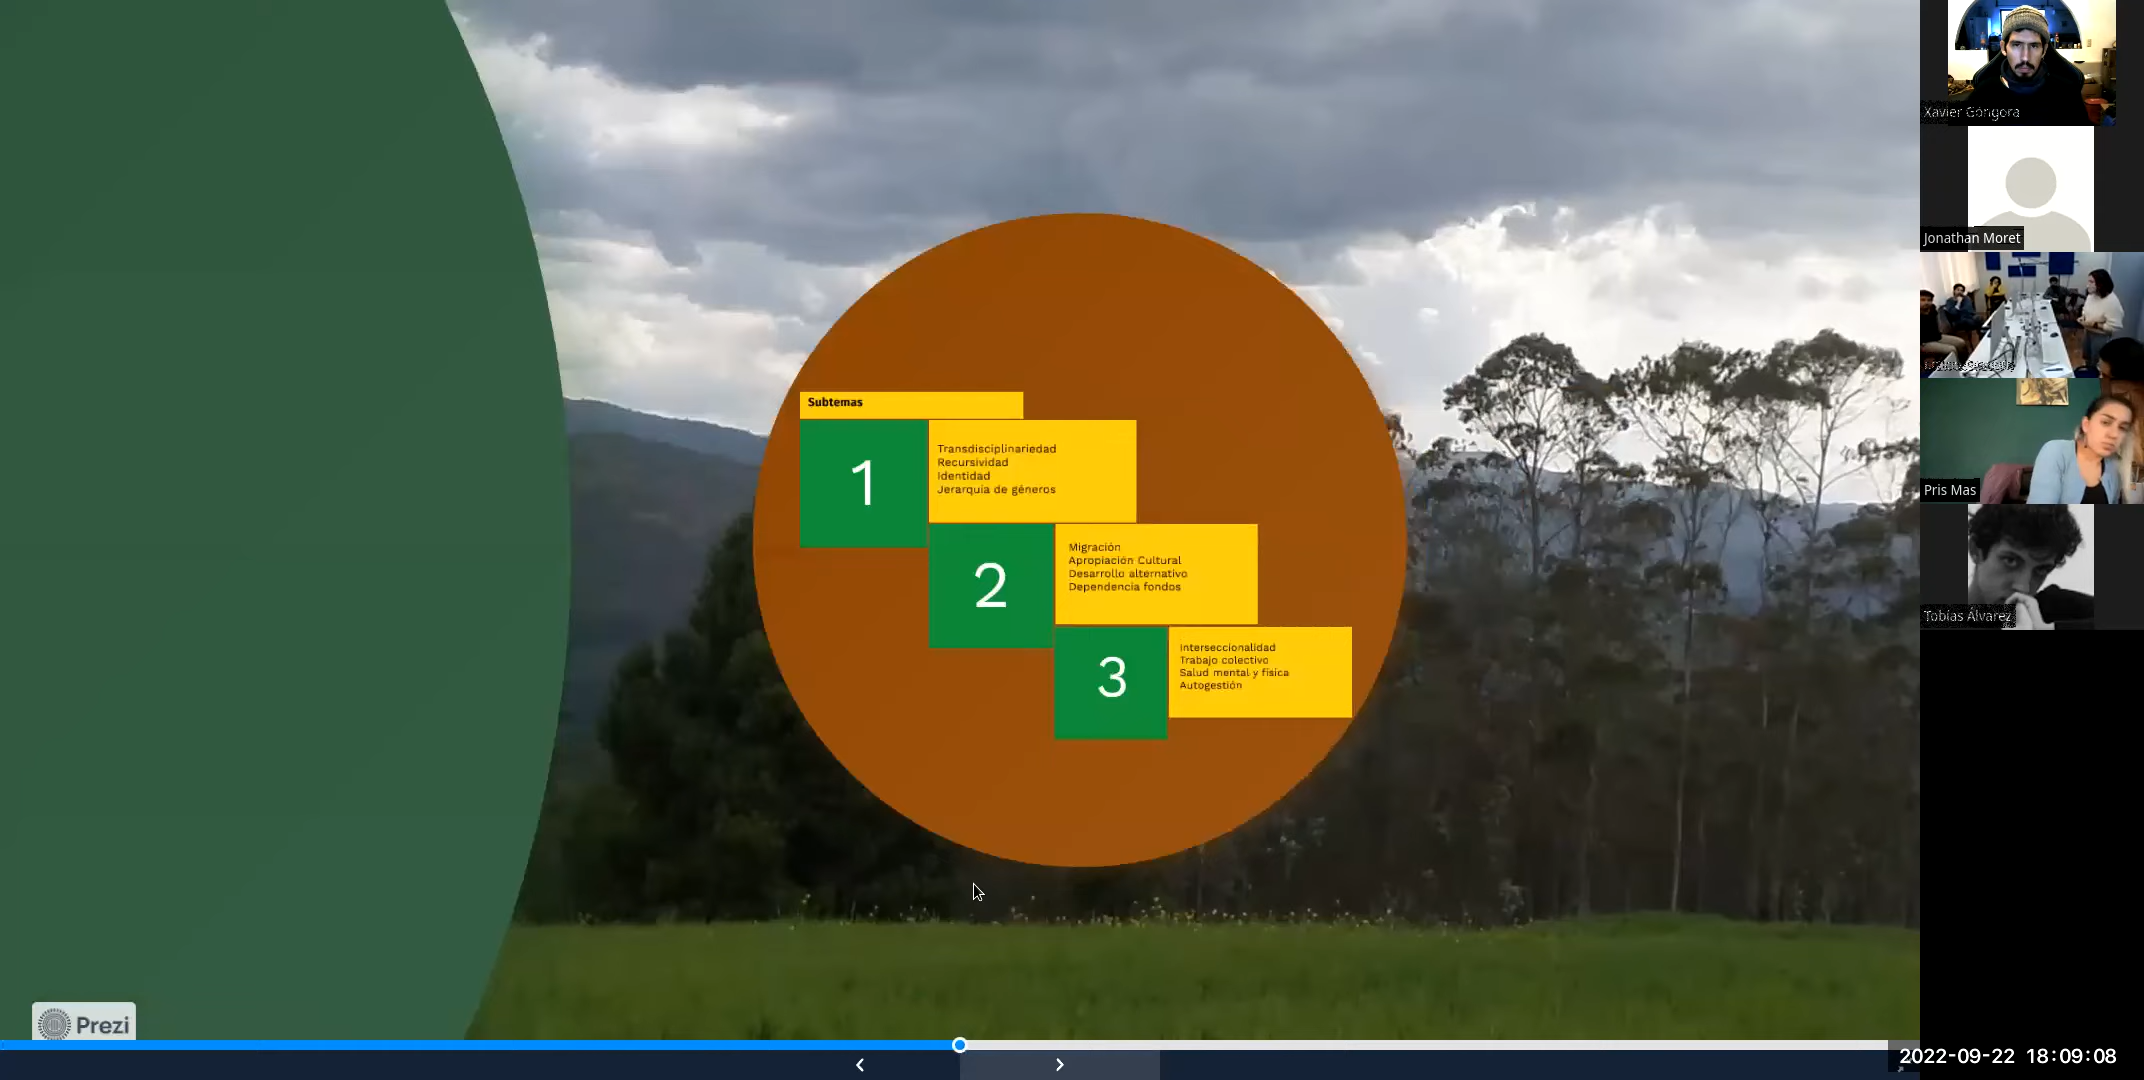 Subtemas
1
Transdisciplinariedad
Recursividad
Identidad
Jerarquía de géneros
2
Migración
Apropiación Cultural
Desarrollo alternativo
Dependencia fondos
3
Interseccionalidad
Trabajo colectivo
Salud mental y física
Autogestión
Prezi
Xavier Góngora
Jonathan Moret
Pris Mas
Tobías Álvarez
2022-09-22 18:09:08